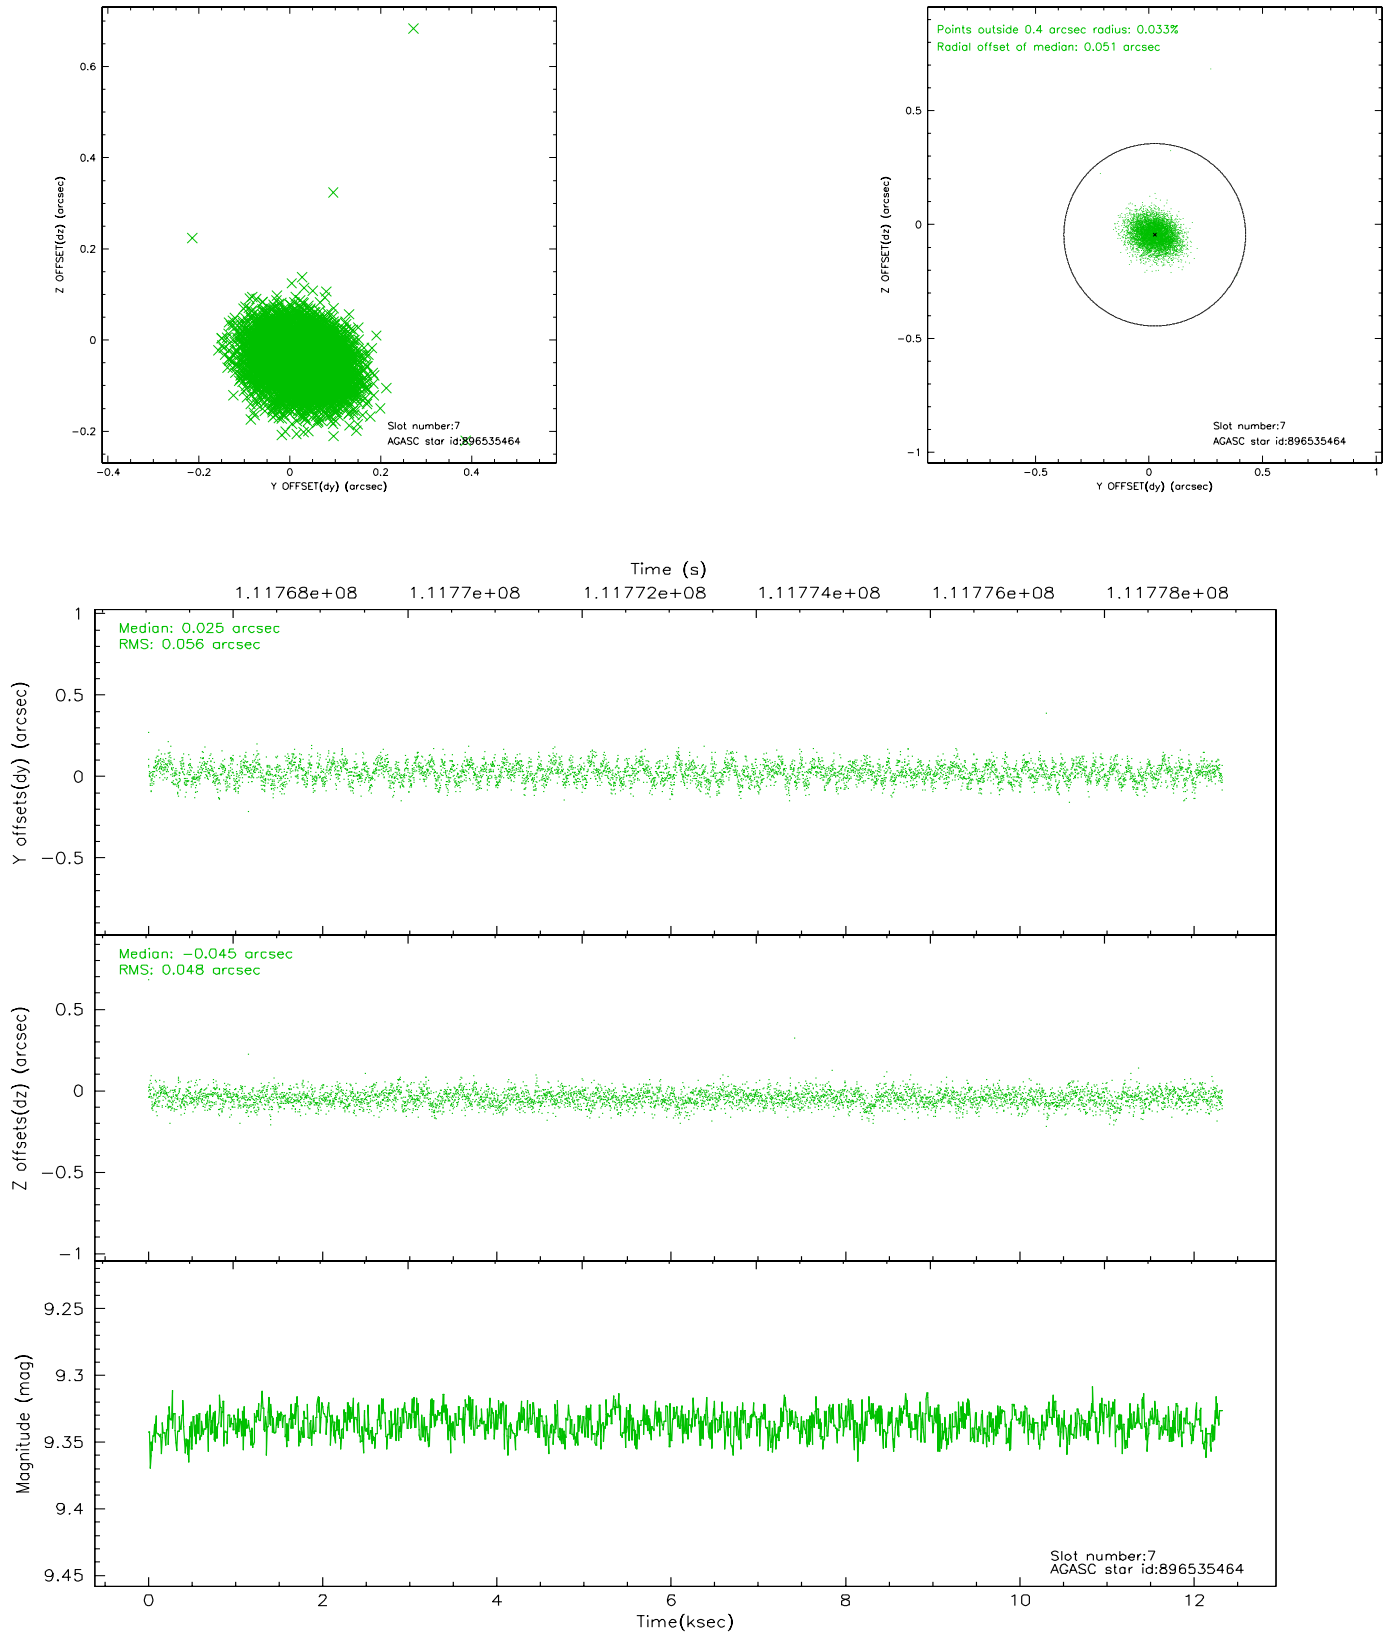 Points outside 0.4 arcsec radius: 0.033%
Radial offset of median: 0.051 arcsec
0.6
0.4
0.2
0
−0.2
Z OFFSET(dz) (arcsec)
Slot number:7
AGASC star id:896535464
−0.4 −0.2 0 0.2 0.4
Y OFFSET(dy) (arcsec)
0.5
0
−0.5
−1
Z OFFSET(dz) (arcsec)
Slot number:7
AGASC star id:896535464
−0.5 0 0.5 1
Y OFFSET(dy) (arcsec)
Time (s)
1.11768e+08 1.1177e+08 1.11772e+08 1.11774e+08 1.11776e+08 1.11778e+08
Median: 0.025 arcsec
RMS: 0.056 arcsec
1
0.5
0
−0.5
Y offsets(dy) (arcsec)
Median: −0.045 arcsec
RMS: 0.048 arcsec
0.5
0
−0.5
−1
Z offsets(dz) (arcsec)
9.25
9.3
9.35
9.4
9.45
Magnitude (mag)
Slot number:7
AGASC star id:896535464
0 2 4 6 8 10 12
Time(ksec)